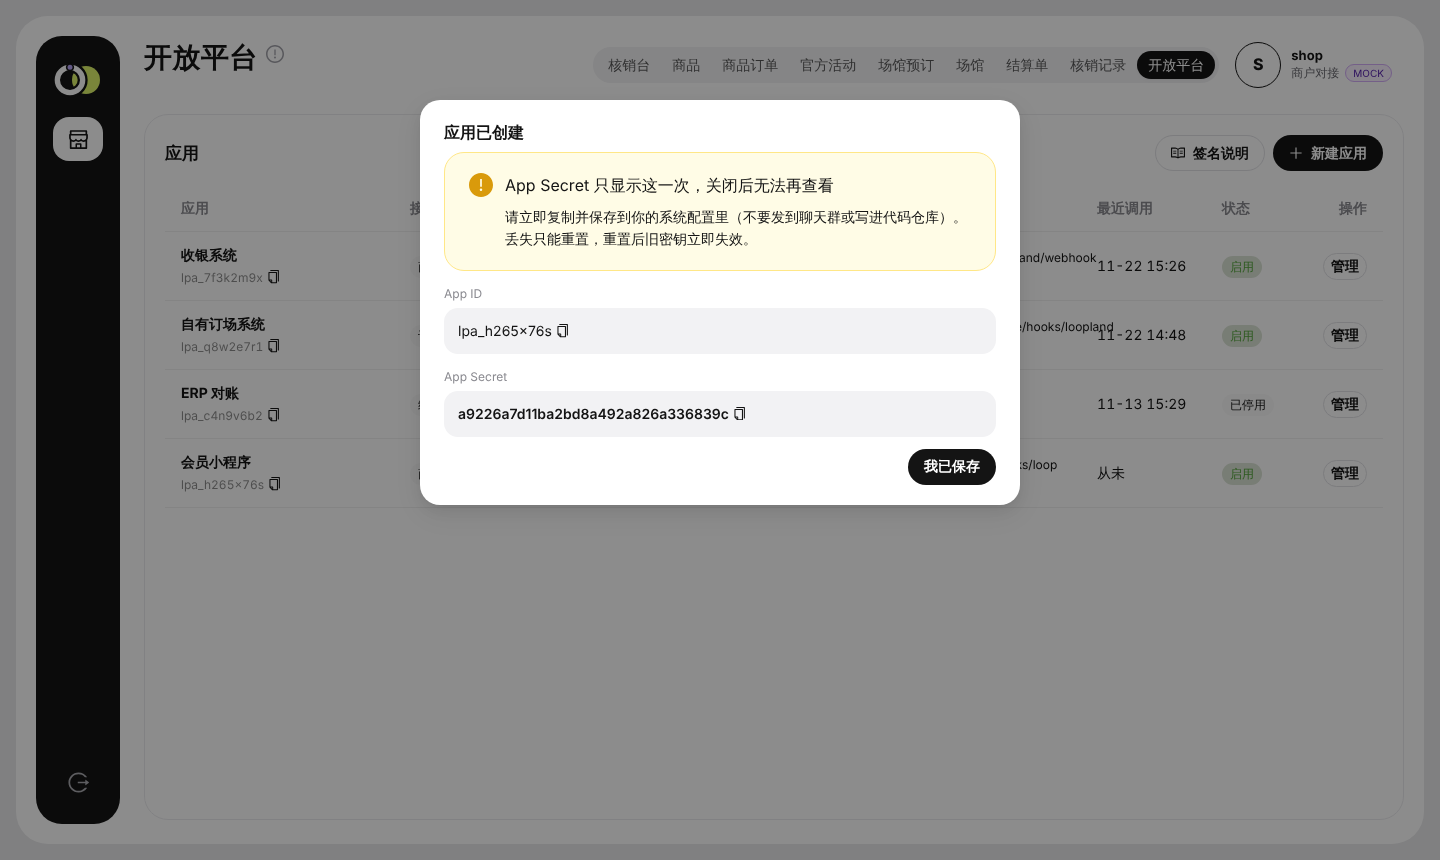 开放平台
核销台 商品 商品订单 官方活动 场馆预订 场馆 结算单 核销记录 开放平台
S
shop
商户对接 MOCK
应用
签名说明
新建应用
应用 最近调用 状态 操作
收银系统
lpa_7f3k2m9x
and/webhook 11-22 15:26 启用 管理
自有订场系统
lpa_q8w2e7r1
e/hooks/loopland 11-22 14:48 启用 管理
ERP 对账
lpa_c4n9v6b2
11-13 15:29 已停用 管理
会员小程序
lpa_h265x76s
ks/loop 从未 启用 管理
应用已创建
App Secret 只显示这一次，关闭后无法再查看
请立即复制并保存到你的系统配置里（不要发到聊天群或写进代码仓库）。
丢失只能重置，重置后旧密钥立即失效。
App ID
lpa_h265x76s
App Secret
a9226a7d11ba2bd8a492a826a336839c
我已保存